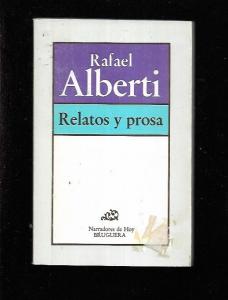 Rafael
Alberti
Relatos y prosa
Narradores de Hoy
BRUGUERA